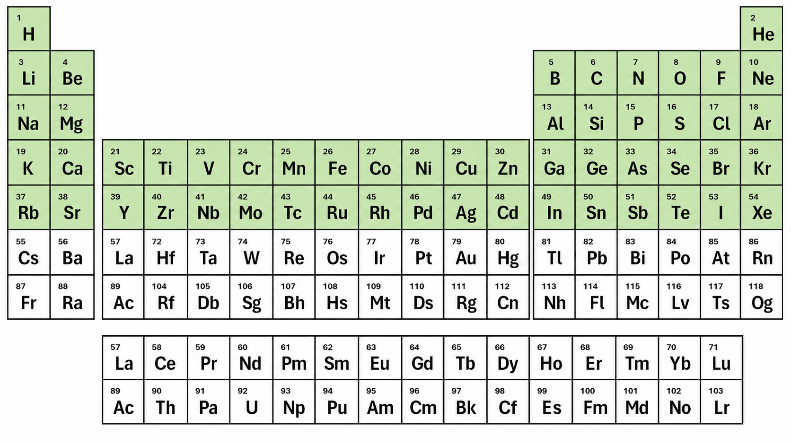 1 2
H He
3 4 5 6 7 8 9 10
Li Be B C N O F Ne
11 12 13 14 15 16 17 18
Na Mg Al Si P S Cl Ar
19 20 21 22 23 24 25 26 27 28 29 30 31 32 33 34 35 36
K Ca Sc Ti V Cr Mn Fe Co Ni Cu Zn Ga Ge As Se Br Kr
37 38 39 40 41 42 43 44 45 46 47 48 49 50 51 52 53 54
Rb Sr Y Zr Nb Mo Tc Ru Rh Pd Ag Cd In Sn Sb Te I Xe
55 56 57 72 73 74 75 76 77 78 79 80 81 82 83 84 85 86
Cs Ba La Hf Ta W Re Os Ir Pt Au Hg Tl Pb Bi Po At Rn
87 88 89 104 105 106 107 108 109 110 111 112 113 114 115 116 117 118
Fr Ra Ac Rf Db Sg Bh Hs Mt Ds Rg Cn Nh Fl Mc Lv Ts Og
57 58 59 60 61 62 63 64 65 66 67 68 69 70 71
La Ce Pr Nd Pm Sm Eu Gd Tb Dy Ho Er Tm Yb Lu
89 90 91 92 93 94 95 96 97 98 99 100 101 102 103
Ac Th Pa U Np Pu Am Cm Bk Cf Es Fm Md No Lr